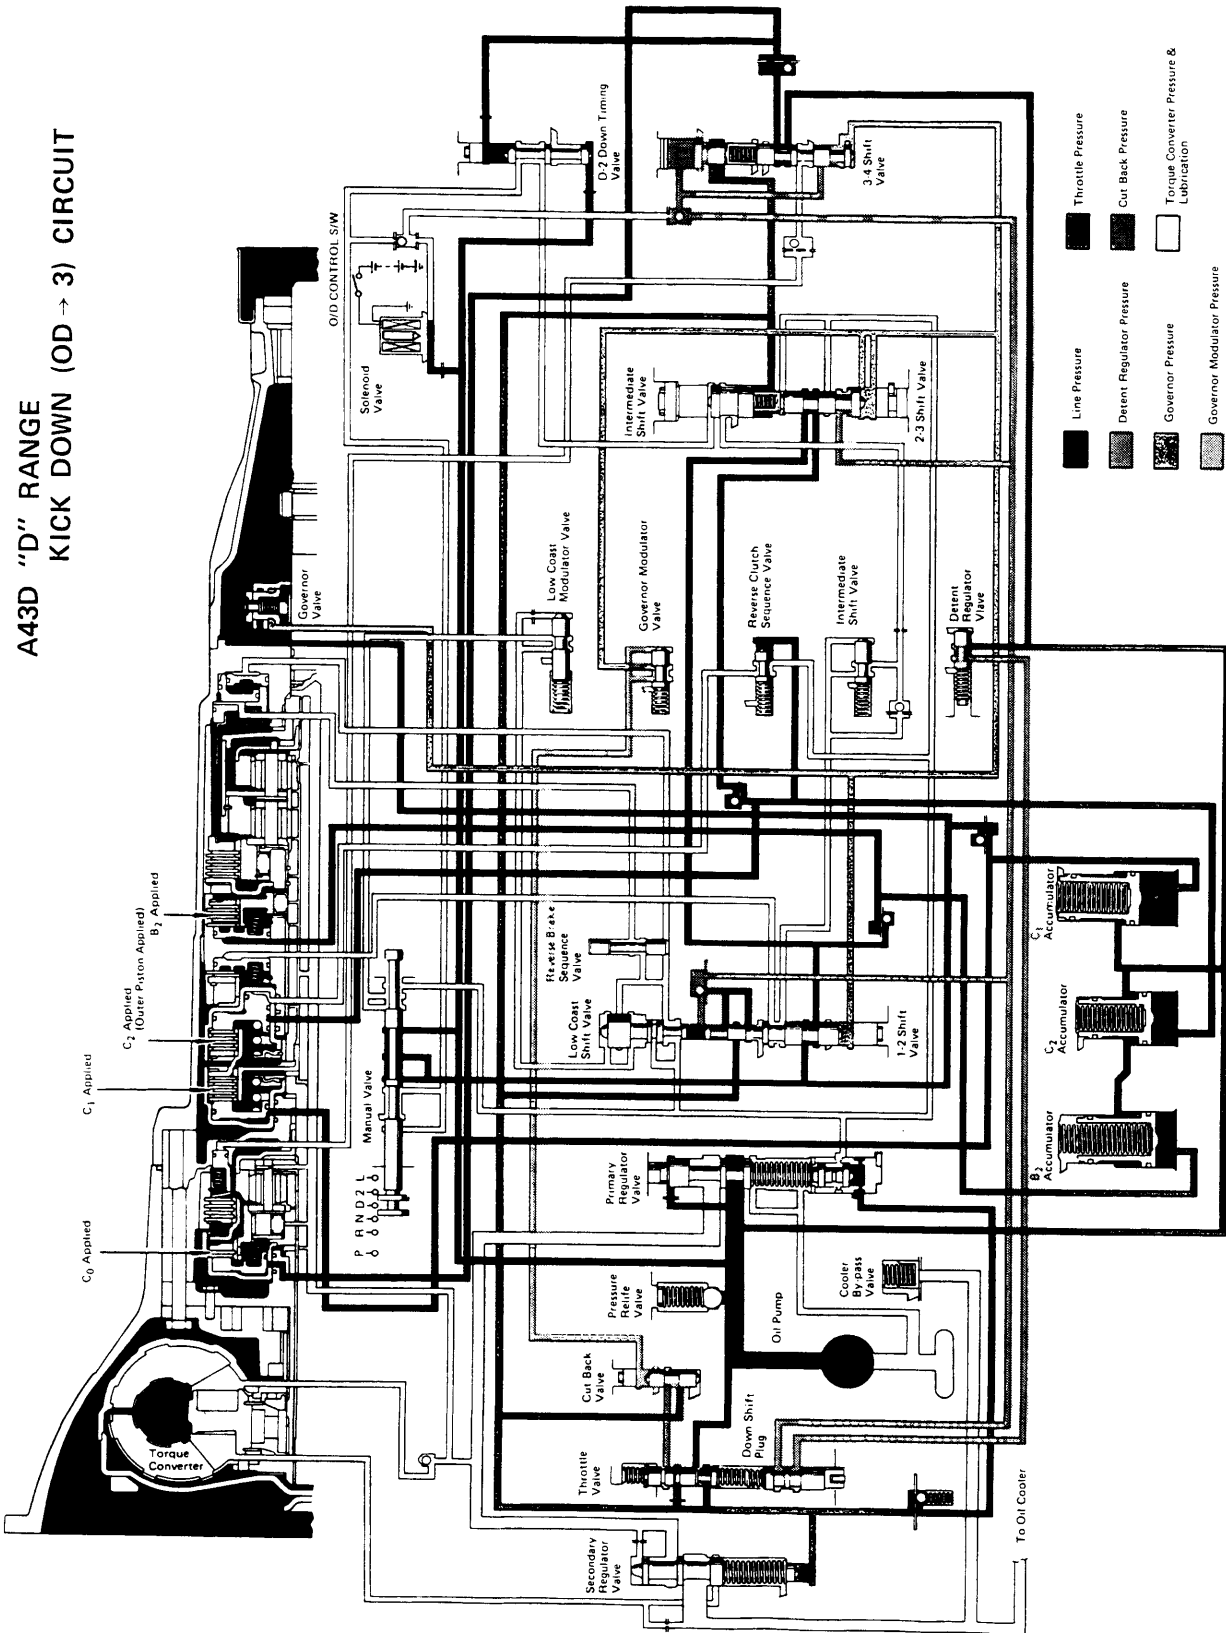 A43D "D" RANGE
KICK DOWN (OD → 3) CIRCUIT
Torque
Converter
C0 Applied
C1 Applied
C2 Applied
(Outer Piston Applied)
B2 Applied
Governor
Valve
Manual Valve
P R N D 2 L
Solenoid
Valve
O/D CONTROL S/W
D-2 Down Timing
Valve
Secondary
Regulator
Valve
Throttle
Valve
Down Shift
Plug
Cut Back
Valve
Pressure
Relife
Valve
Oil Pump
Cooler
By-pass
Valve
Primary
Regulator
Valve
Low Coast
Shift Valve
1-2 Shift
Valve
Reverse Brake
Sequence
Valve
Low Coast
Modulator Valve
Governor Modulator
Valve
Reverse Clutch
Sequence Valve
Intermediate
Shift Valve
Detent
Regulator
Vlave
Intermediate
Shift Valve
2-3 Shift Valve
3-4 Shift
Valve
To Oil Cooler
B2
Accumulator
C2
Accumulator
C1
Accumulator
Line Pressure
Throttle Pressure
Detent Regulator Pressure
Cut Back Pressure
Governor Pressure
Torque Converter Pressure &
Lubrication
Governor Modulator Pressure